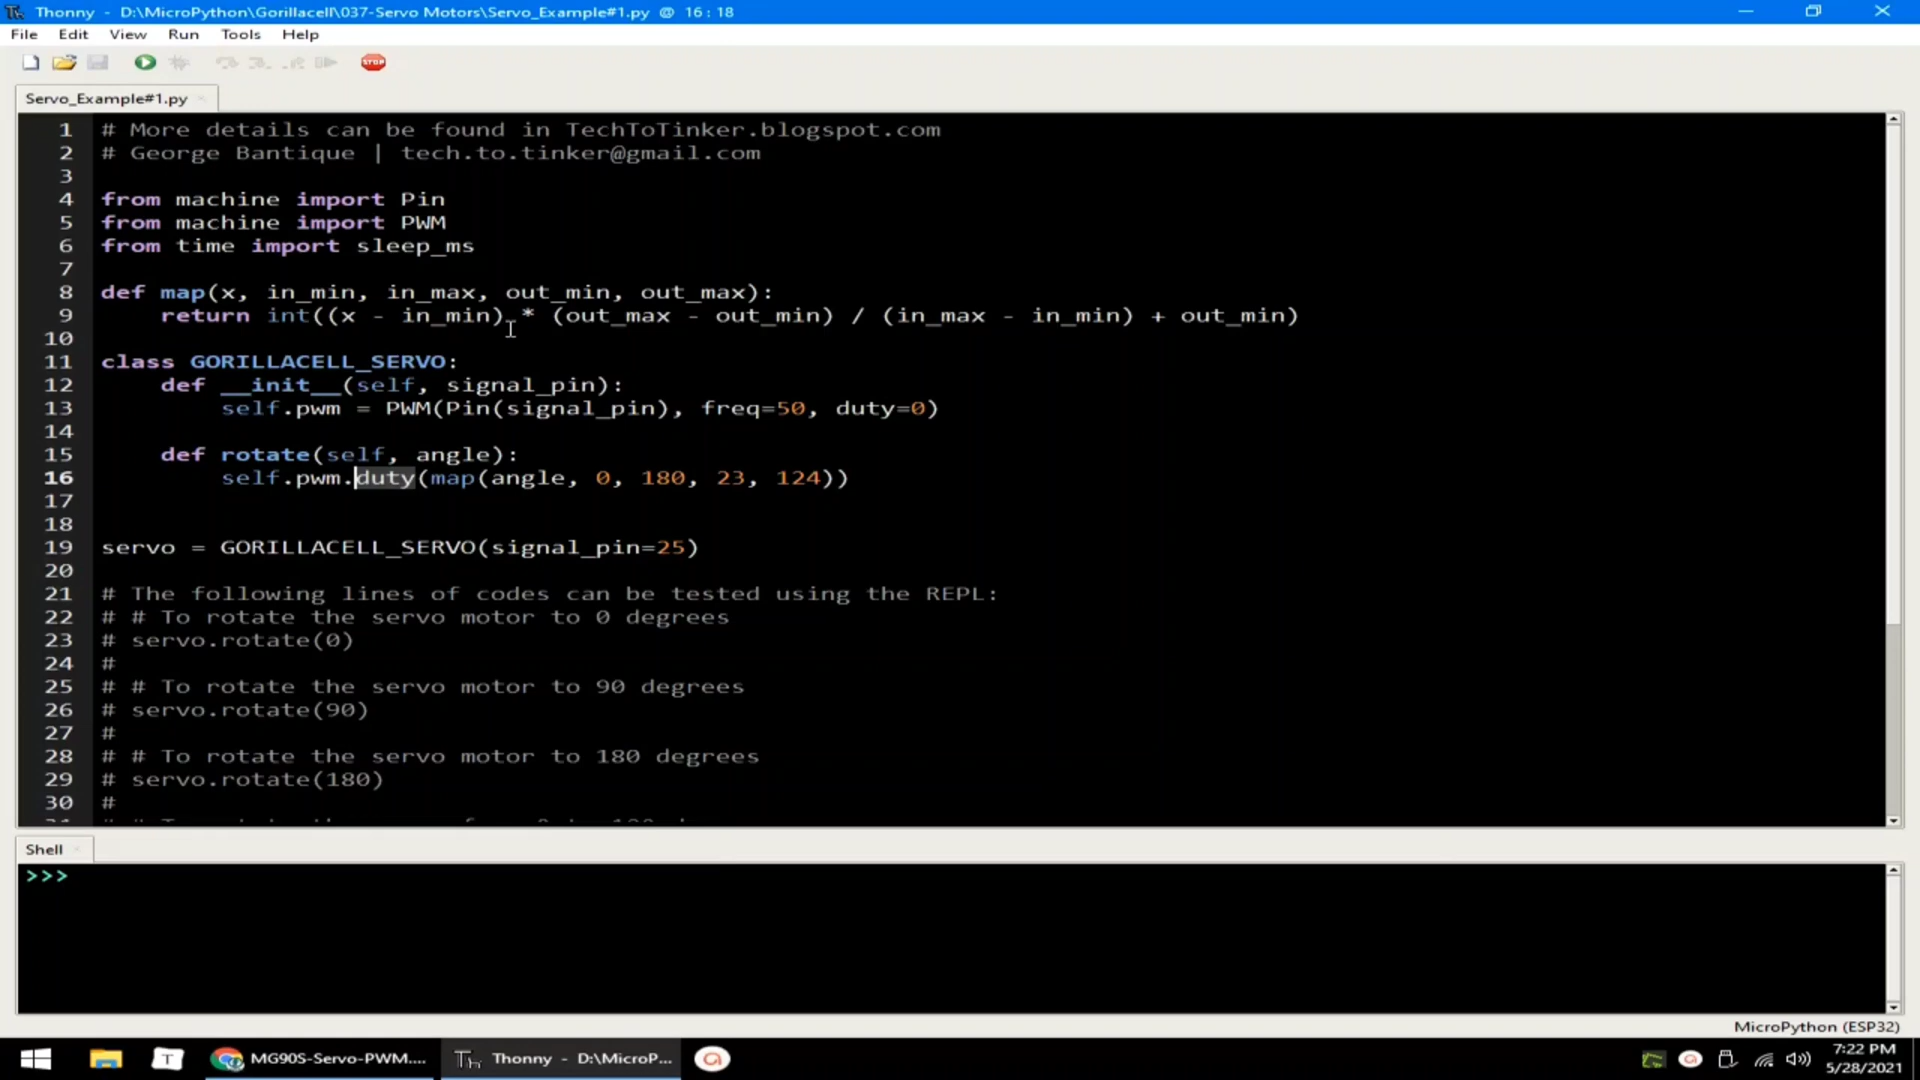 Thonny - D:\MicroPython\Gorillacell\037-Servo Motors\Servo_Example#1.py @ 16 : 18
File Edit View Run Tools Help
STOP
Servo_Example#1.py
1 # More details can be found in TechToTinker.blogspot.com
2 # George Bantique | tech.to.tinker@gmail.com
3
4 from machine import Pin
5 from machine import PWM
6 from time import sleep_ms
7
8 def map(x, in_min, in_max, out_min, out_max):
9 return int((x - in_min) * (out_max - out_min) / (in_max - in_min) + out_min)
10
11 class GORILLACELL_SERVO:
12 def __init__(self, signal_pin):
13 self.pwm = PWM(Pin(signal_pin), freq=50, duty=0)
14
15 def rotate(self, angle):
16 self.pwm.duty(map(angle, 0, 180, 23, 124))
17
18
19 servo = GORILLACELL_SERVO(signal_pin=25)
20
21 # The following lines of codes can be tested using the REPL:
22 # # To rotate the servo motor to 0 degrees
23 # servo.rotate(0)
24 #
25 # # To rotate the servo motor to 90 degrees
26 # servo.rotate(90)
27 #
28 # # To rotate the servo motor to 180 degrees
29 # servo.rotate(180)
30 #
Shell
>>>
MicroPython (ESP32)
MG90S-Servo-PWM....
Thonny - D:\MicroP...
7:22 PM
5/28/2021